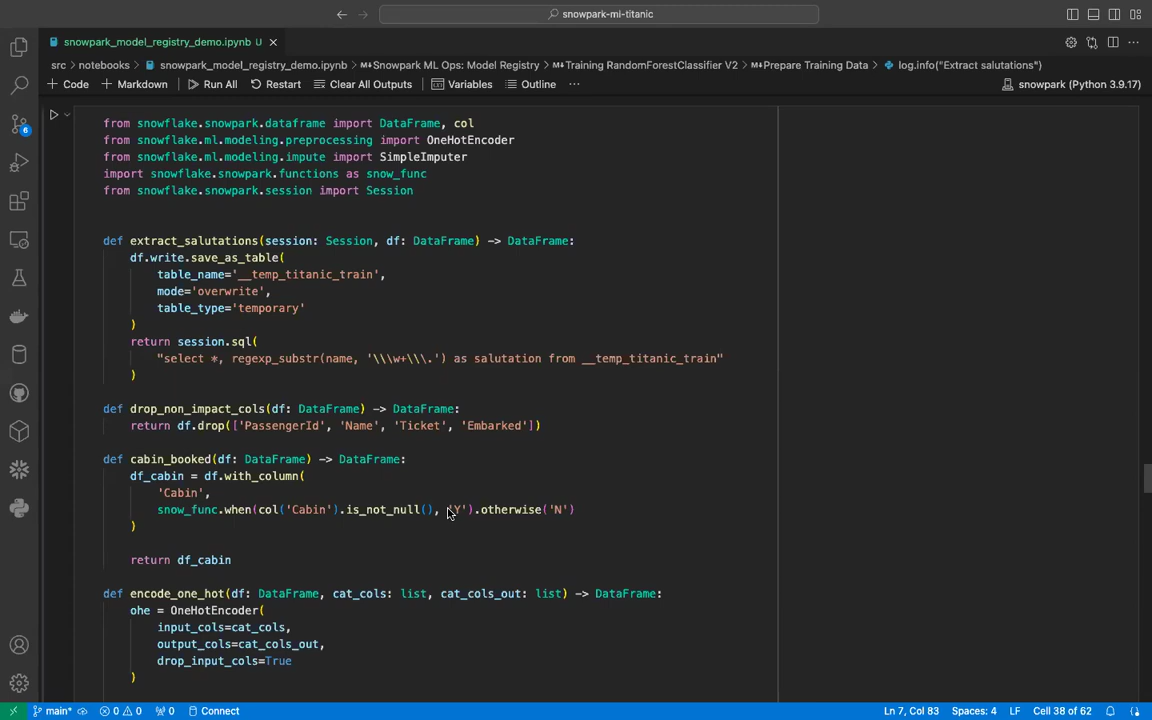 snowpark-ml-titanic
snowpark_model_registry_demo.ipynb U
src > notebooks > snowpark_model_registry_demo.ipynb > Snowpark ML Ops: Model Registry > Training RandomForestClassifier V2 > Prepare Training Data > log.info("Extract salutations")
+ Code + Markdown Run All Restart Clear All Outputs Variables Outline ... snowpark (Python 3.9.17)
from snowflake.snowpark.dataframe import DataFrame, col
from snowflake.ml.modeling.preprocessing import OneHotEncoder
from snowflake.ml.modeling.impute import SimpleImputer
import snowflake.snowpark.functions as snow_func
from snowflake.snowpark.session import Session
def extract_salutations(session: Session, df: DataFrame) -> DataFrame:
    df.write.save_as_table(
        table_name='__temp_titanic_train',
        mode='overwrite',
        table_type='temporary'
    )
    return session.sql(
        "select *, regexp_substr(name, '\\\w+\\\.') as salutation from __temp_titanic_train"
    )
def drop_non_impact_cols(df: DataFrame) -> DataFrame:
    return df.drop(['PassengerId', 'Name', 'Ticket', 'Embarked'])
def cabin_booked(df: DataFrame) -> DataFrame:
    df_cabin = df.with_column(
        'Cabin',
        snow_func.when(col('Cabin').is_not_null(), 'Y').otherwise('N')
    )
    return df_cabin
def encode_one_hot(df: DataFrame, cat_cols: list, cat_cols_out: list) -> DataFrame:
    ohe = OneHotEncoder(
        input_cols=cat_cols,
        output_cols=cat_cols_out,
        drop_input_cols=True
    )
6
main* 0 0 0 Connect Ln 7, Col 83 Spaces: 4 LF Cell 38 of 62